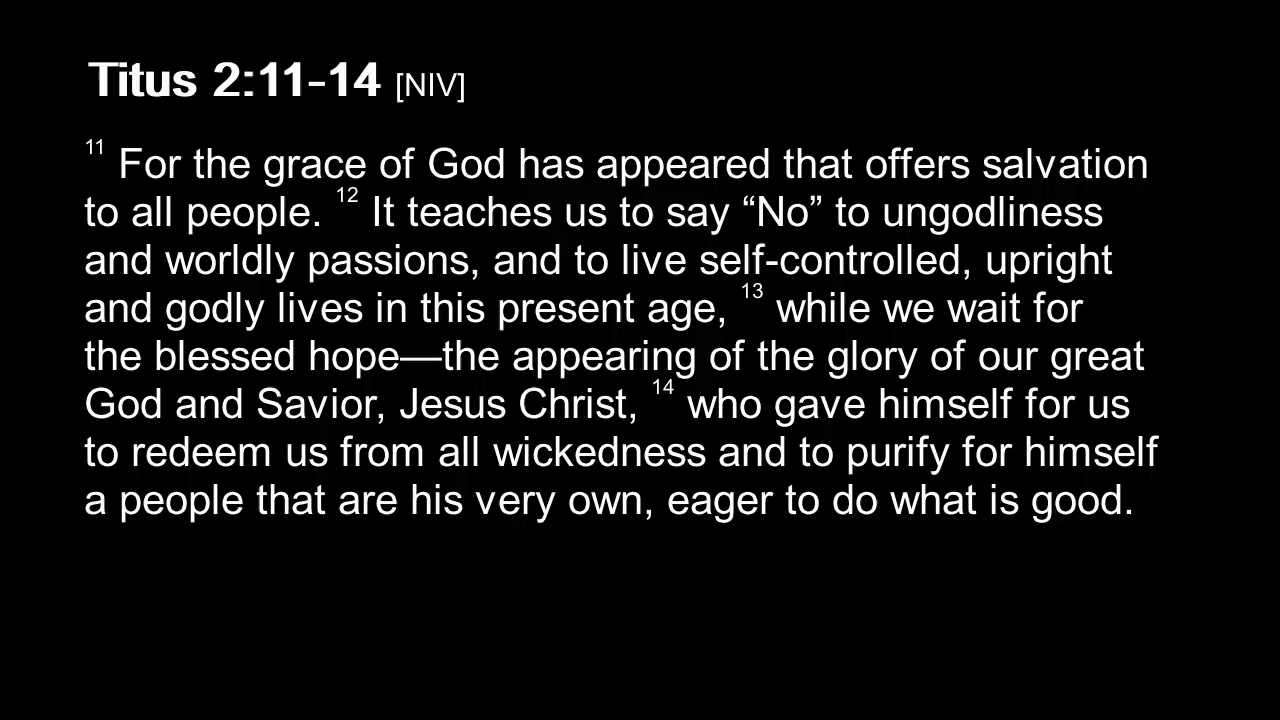 Titus 2:11–14 [NIV]
11 For the grace of God has appeared that offers salvation
to all people. 12 It teaches us to say “No” to ungodliness
and worldly passions, and to live self-controlled, upright
and godly lives in this present age, 13 while we wait for
the blessed hope—the appearing of the glory of our great
God and Savior, Jesus Christ, 14 who gave himself for us
to redeem us from all wickedness and to purify for himself
a people that are his very own, eager to do what is good.